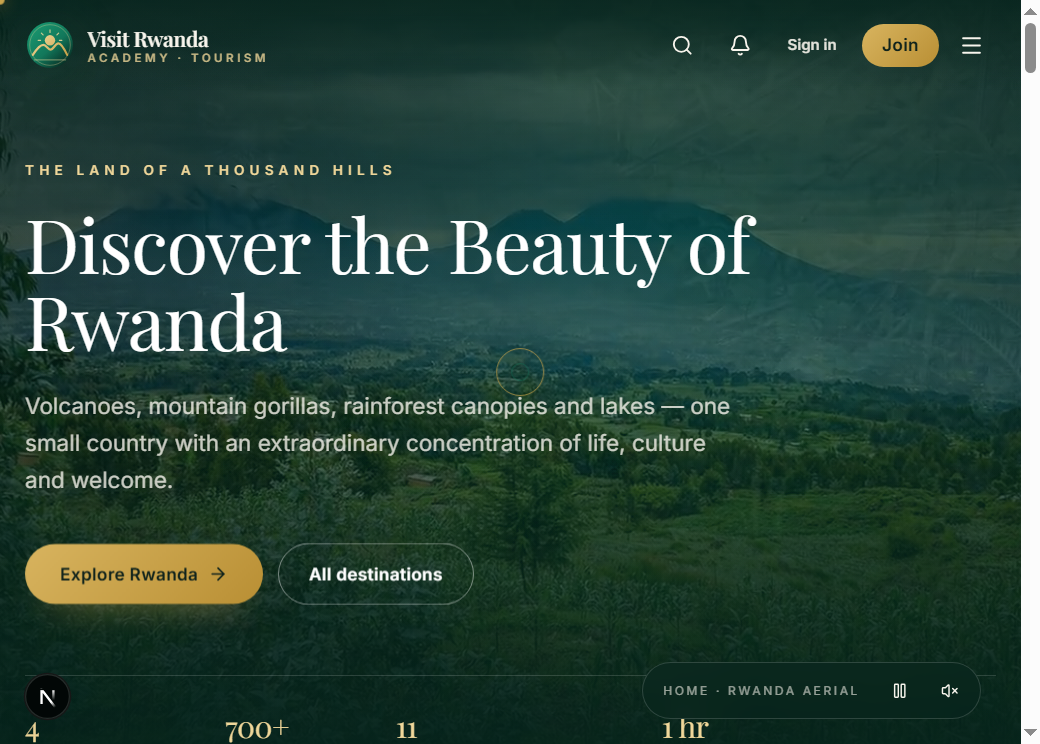 Visit Rwanda
ACADEMY · TOURISM
Sign in
Join
THE LAND OF A THOUSAND HILLS
Discover the Beauty of
Rwanda
Volcanoes, mountain gorillas, rainforest canopies and lakes — one
small country with an extraordinary concentration of life, culture
and welcome.
Explore Rwanda →
All destinations
N
HOME · RWANDA AERIAL
4
700+
11
1 hr